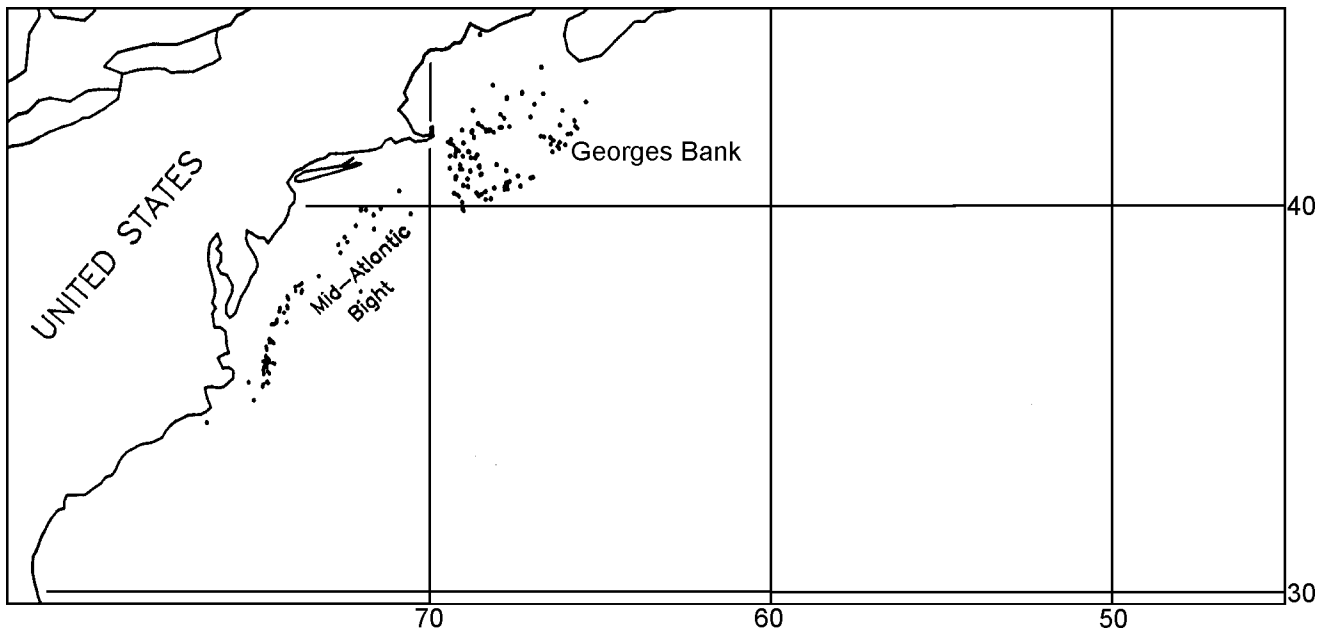 Georges Bank
UNITED STATES
40
Mid-Atlantic
Bight
30
70
60
50